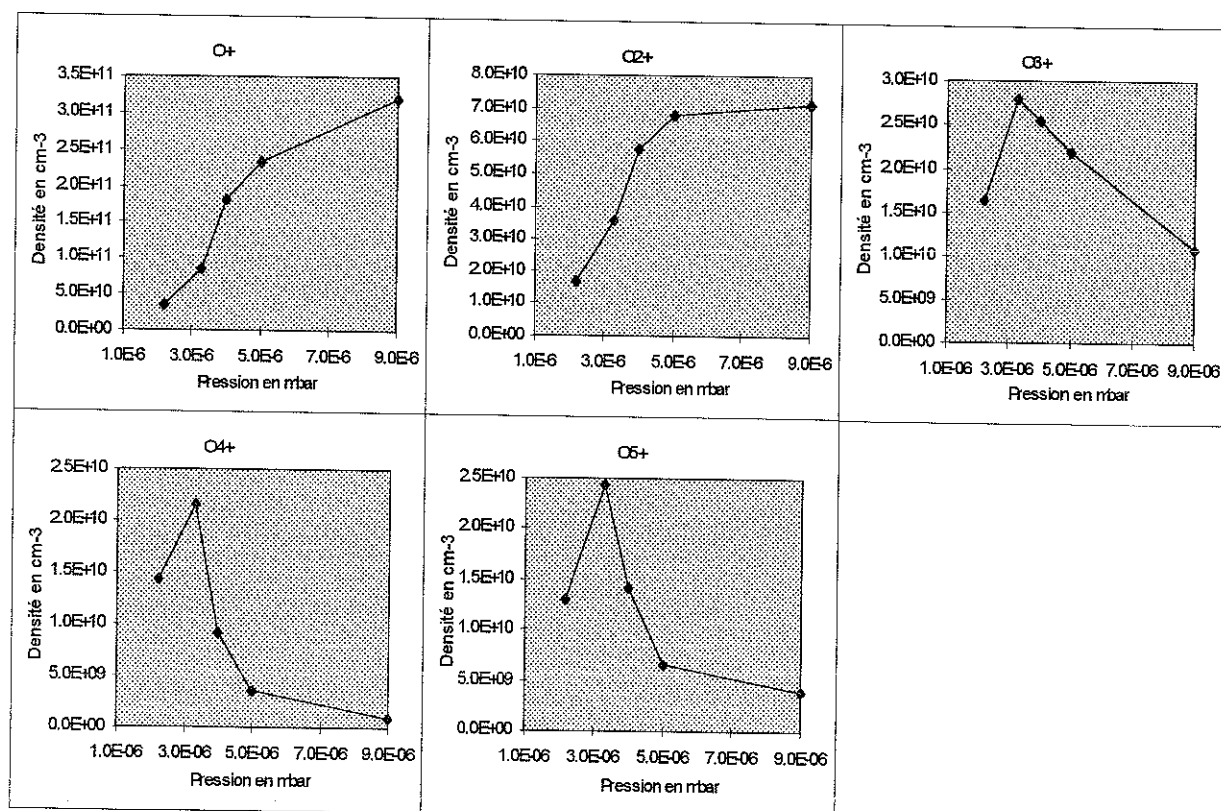 O+
Densité en cm-3
3.5E+11
3.0E+11
2.5E+11
2.0E+11
1.5E+11
1.0E+11
5.0E+10
0.0E+00
1.0E-6 3.0E-6 5.0E-6 7.0E-6 9.0E-6
Pression en mbar
O2+
Densité en cm-3
8.0E+10
7.0E+10
6.0E+10
5.0E+10
4.0E+10
3.0E+10
2.0E+10
1.0E+10
0.0E+00
1.0E-6 3.0E-6 5.0E-6 7.0E-6 9.0E-6
Pression en mbar
O3+
Densité en cm-3
3.0E+10
2.5E+10
2.0E+10
1.5E+10
1.0E+10
5.0E+09
0.0E+00
1.0E-06 3.0E-06 5.0E-06 7.0E-06 9.0E-06
Pression en mbar
O4+
Densité en cm-3
2.5E+10
2.0E+10
1.5E+10
1.0E+10
5.0E+09
0.0E+00
1.0E-06 3.0E-06 5.0E-06 7.0E-06 9.0E-06
Pression en mbar
O5+
Densité en cm-3
2.5E+10
2.0E+10
1.5E+10
1.0E+10
5.0E+09
0.0E+00
1.0E-06 3.0E-06 5.0E-06 7.0E-06 9.0E-06
Pression en mbar